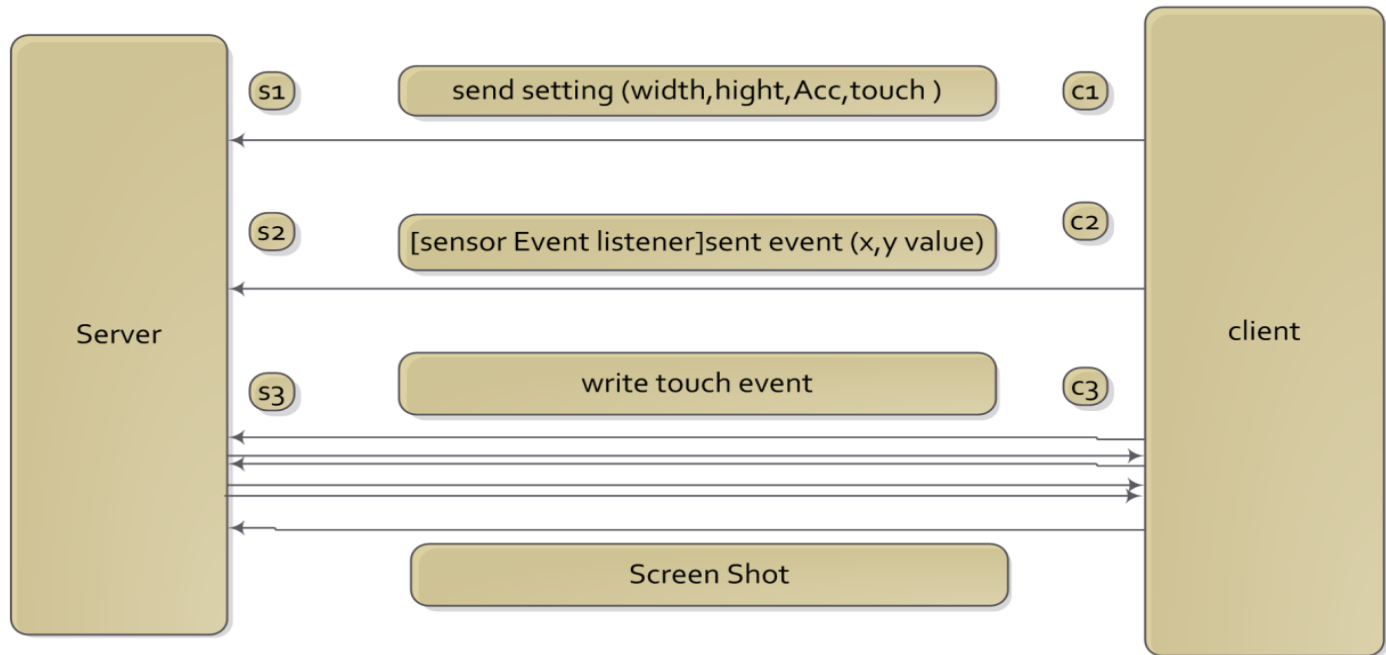 s1
send setting (width,hight,Acc,touch )
c1
s2
[sensor Event listener]sent event (x,y value)
c2
Server
client
s3
write touch event
c3
Screen Shot